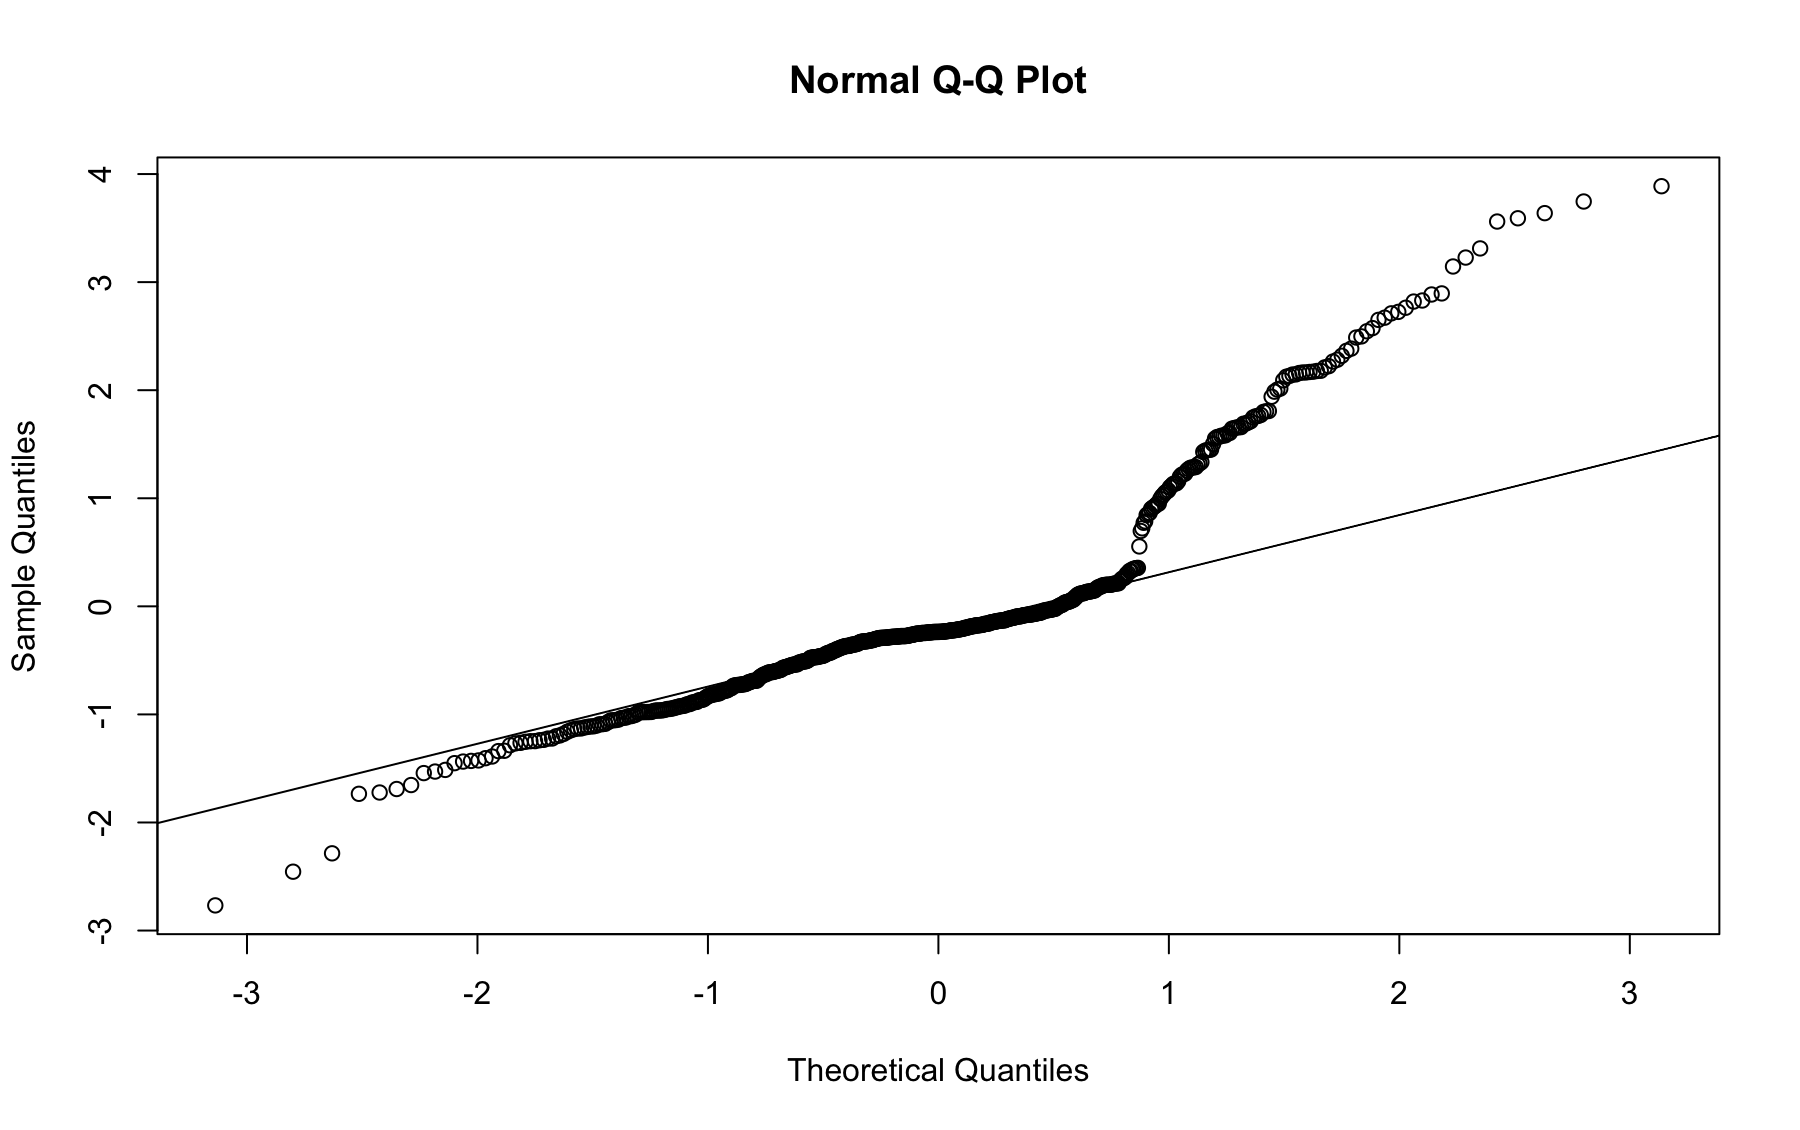 Normal Q-Q Plot
Sample Quantiles
4
3
2
1
0
-1
-2
-3
-3 -2 -1 0 1 2 3
Theoretical Quantiles